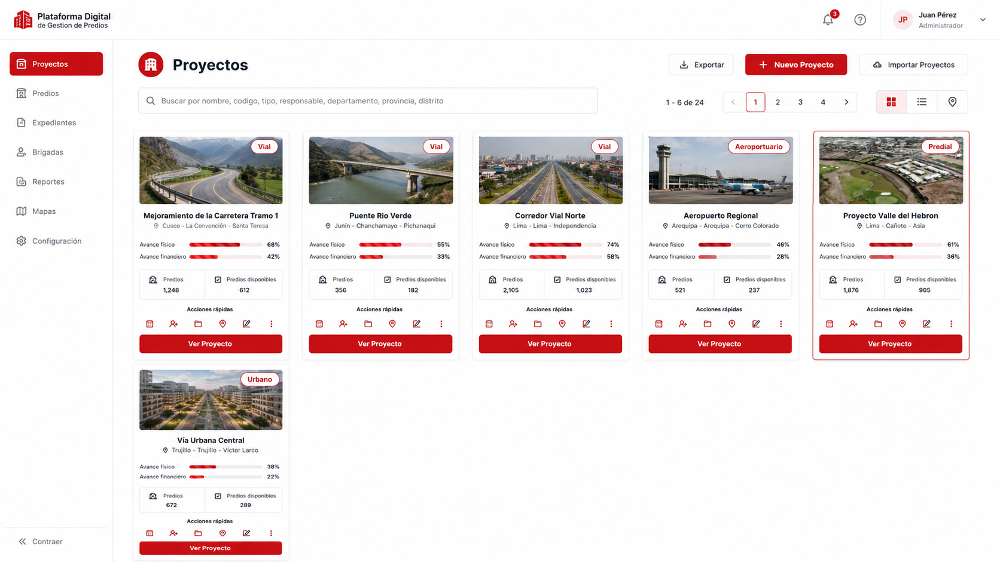 Plataforma Digital
de Gestion de Predios
3
JP
Juan Pérez
Administrador
Proyectos
Predios
Expedientes
Brigadas
Reportes
Mapas
Configuración
Contraer
Proyectos
Exportar
Nuevo Proyecto
Importar Proyectos
Buscar por nombre, codigo, tipo, responsable, departamento, provincia, distrito
1 - 6 de 24
1 2 3 4
Vial
Mejoramiento de la Carretera Tramo 1
Cusco - La Convención - Santa Teresa
Avance físico 68%
Avance financiero 42%
Predios
1,248
Predios disponibles
612
Acciones rápidas
Ver Proyecto
Vial
Puente Rio Verde
Junín - Chanchamayo - Pichanaqui
Avance físico 55%
Avance financiero 33%
Predios
356
Predios disponibles
182
Acciones rápidas
Ver Proyecto
Vial
Corredor Vial Norte
Lima - Lima - Independencia
Avance físico 74%
Avance financiero 58%
Predios
2,105
Predios disponibles
1,023
Acciones rápidas
Ver Proyecto
Aeroportuario
Aeropuerto Regional
Arequipa - Arequipa - Cerro Colorado
Avance físico 46%
Avance financiero 28%
Predios
521
Predios disponibles
237
Acciones rápidas
Ver Proyecto
Predial
Proyecto Valle del Hebron
Lima - Cañete - Asia
Avance físico 61%
Avance financiero 36%
Predios
1,876
Predios disponibles
905
Acciones rápidas
Ver Proyecto
Urbano
Vía Urbana Central
Trujillo - Trujillo - Víctor Larco
Avance físico 38%
Avance financiero 22%
Predios
672
Predios disponibles
289
Acciones rápidas
Ver Proyecto